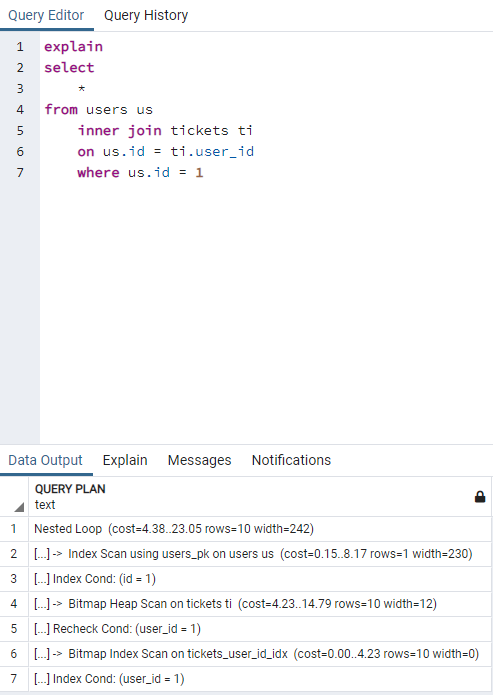 Query Editor Query History
1 explain
2 select
3 *
4 from users us
5 inner join tickets ti
6 on us.id = ti.user_id
7 where us.id = 1
Data Output Explain Messages Notifications
QUERY PLAN
text
1 Nested Loop (cost=4.38..23.05 rows=10 width=242)
2 [...] -> Index Scan using users_pk on users us (cost=0.15..8.17 rows=1 width=230)
3 [...] Index Cond: (id = 1)
4 [...] -> Bitmap Heap Scan on tickets ti (cost=4.23..14.79 rows=10 width=12)
5 [...] Recheck Cond: (user_id = 1)
6 [...] -> Bitmap Index Scan on tickets_user_id_idx (cost=0.00..4.23 rows=10 width=0)
7 [...] Index Cond: (user_id = 1)